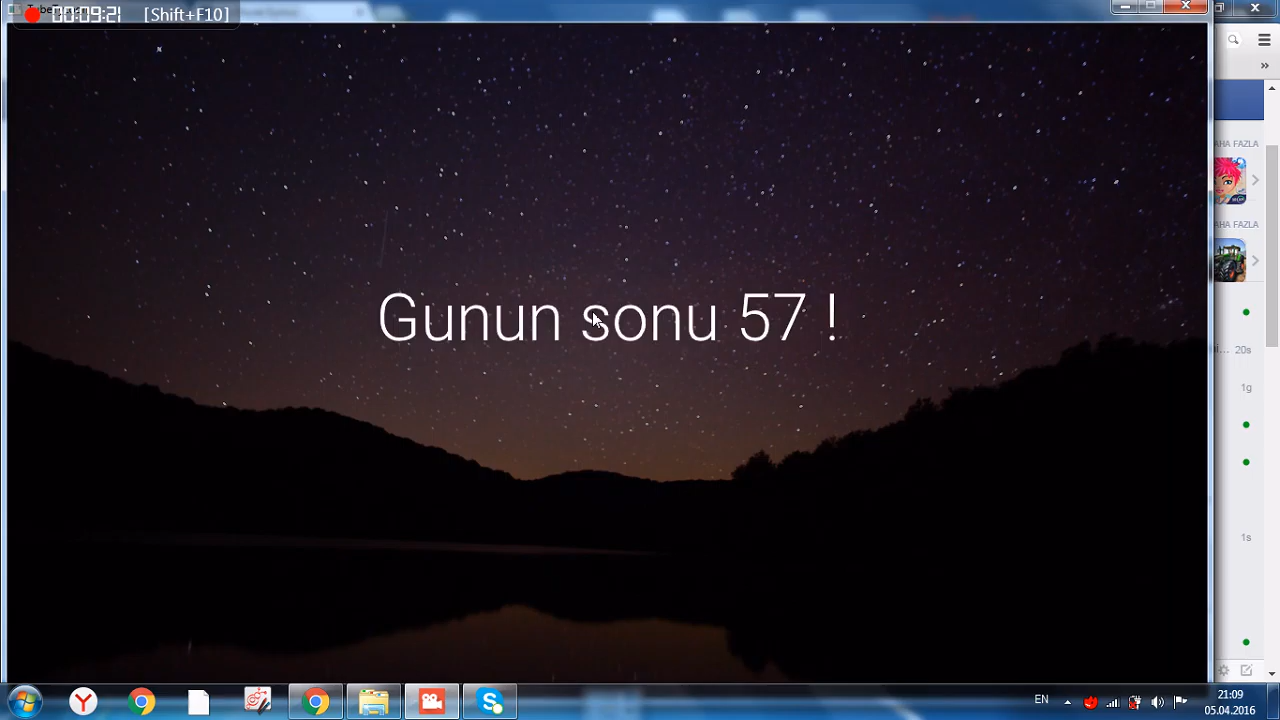 00:09:21 [Shift+F10]
Gunun sonu 57 !
AHA FAZLA
AHA FAZLA
20s
1g
1s
EN
21:09
05.04.2016